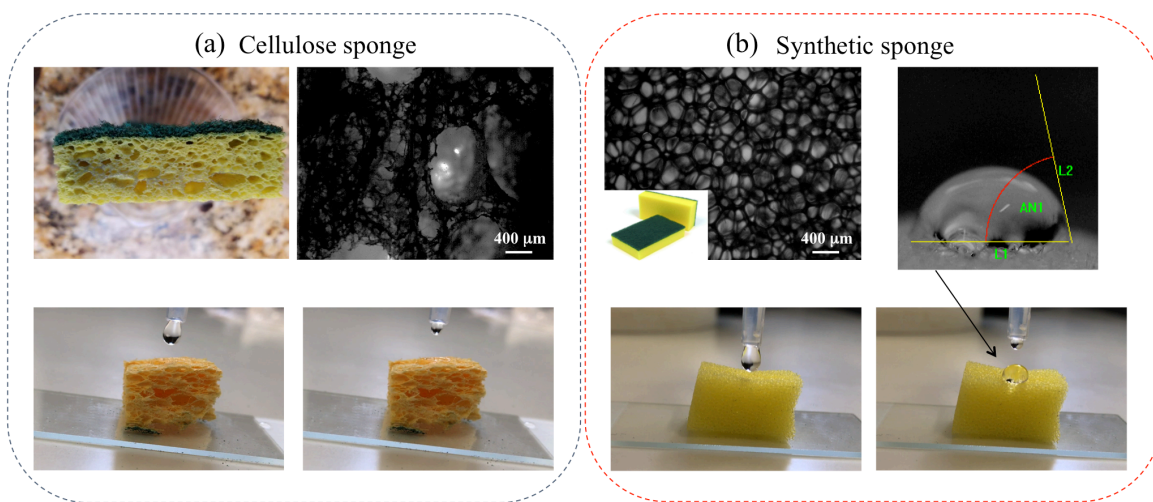 (a) Cellulose sponge
(b) Synthetic sponge
400 μm
400 μm
L2
AN1
L1